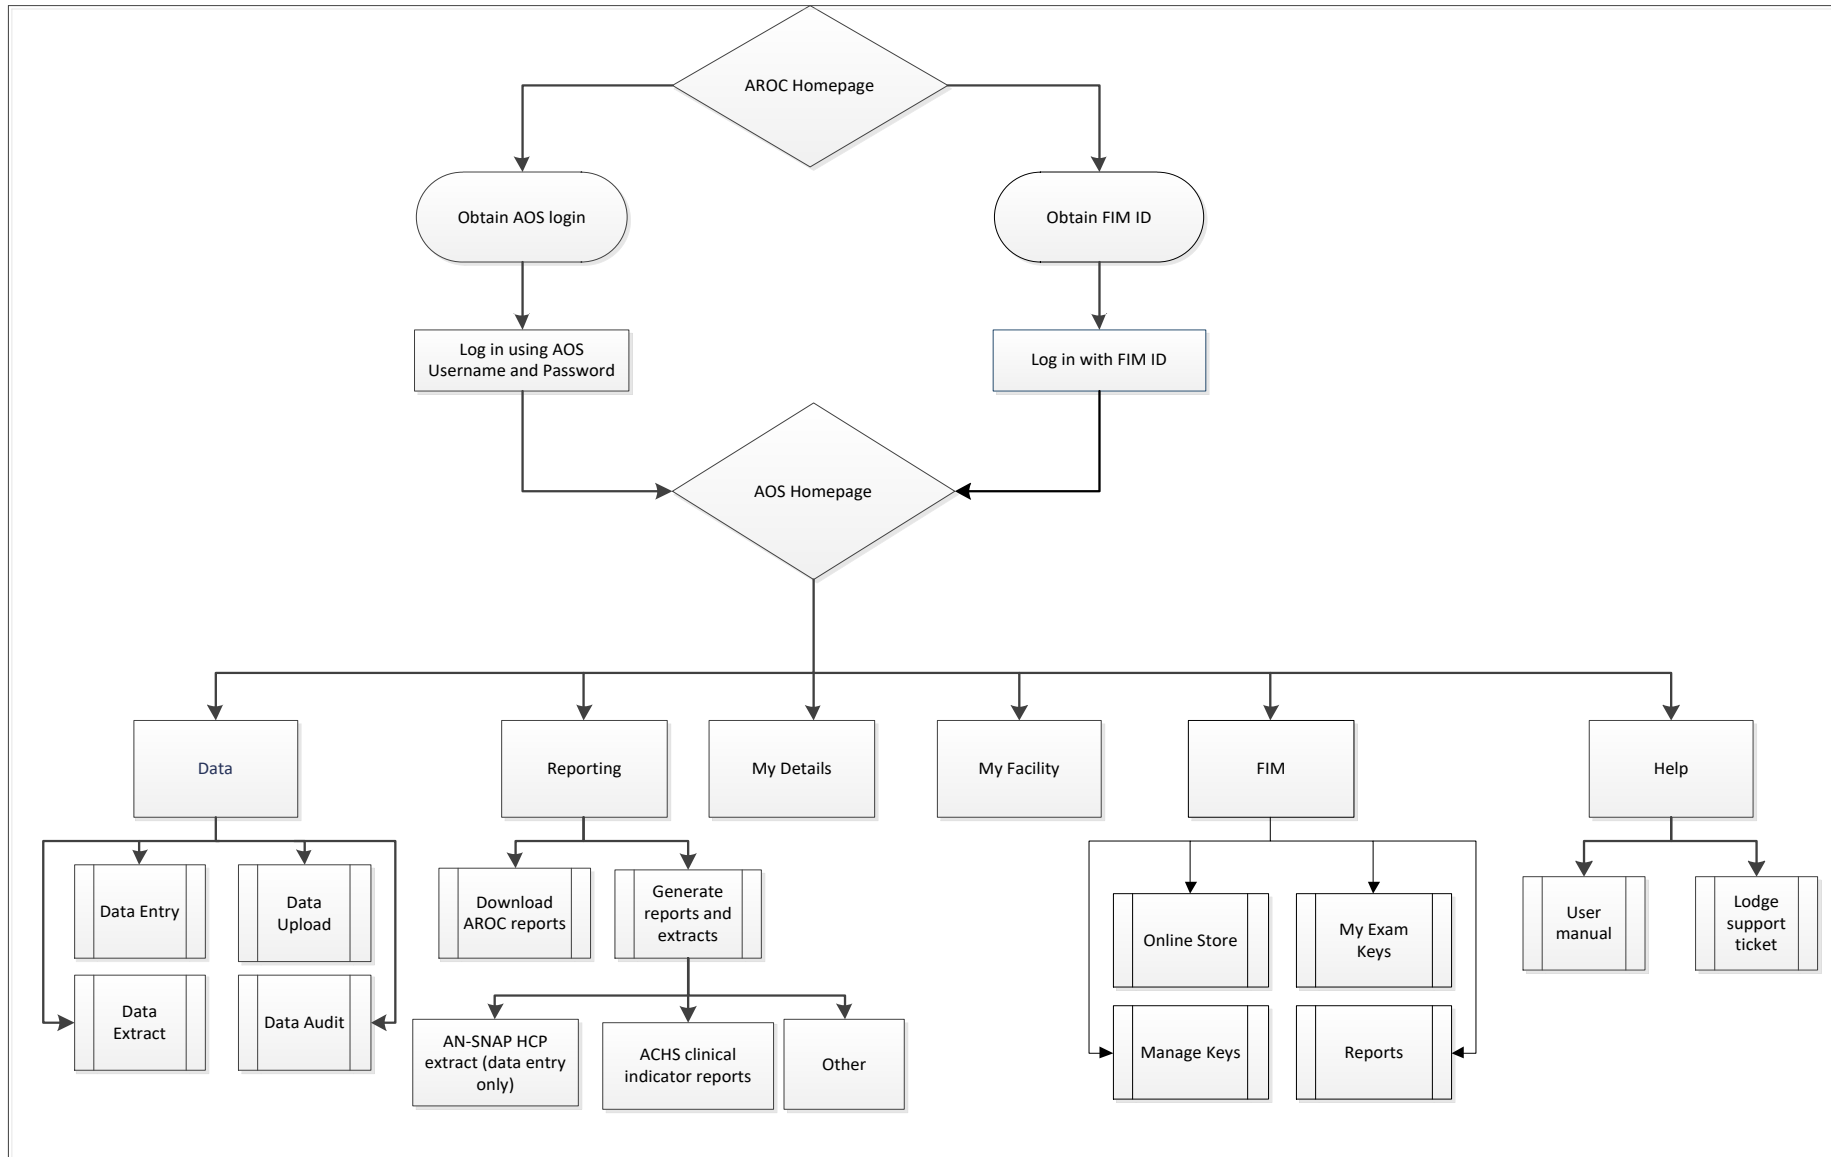 AROC Homepage
Obtain AOS login
Obtain FIM ID
Log in using AOS
Username and Password
Log in with FIM ID
AOS Homepage
Data
Reporting
My Details
My Facility
FIM
Help
Data Entry
Data
Upload
Data
Extract
Data Audit
Download
AROC reports
Generate
reports and
extracts
AN-SNAP HCP
extract (data entry
only)
ACHS clinical
indicator reports
Other
Online Store
My Exam
Keys
Manage Keys
Reports
User
manual
Lodge
support
ticket